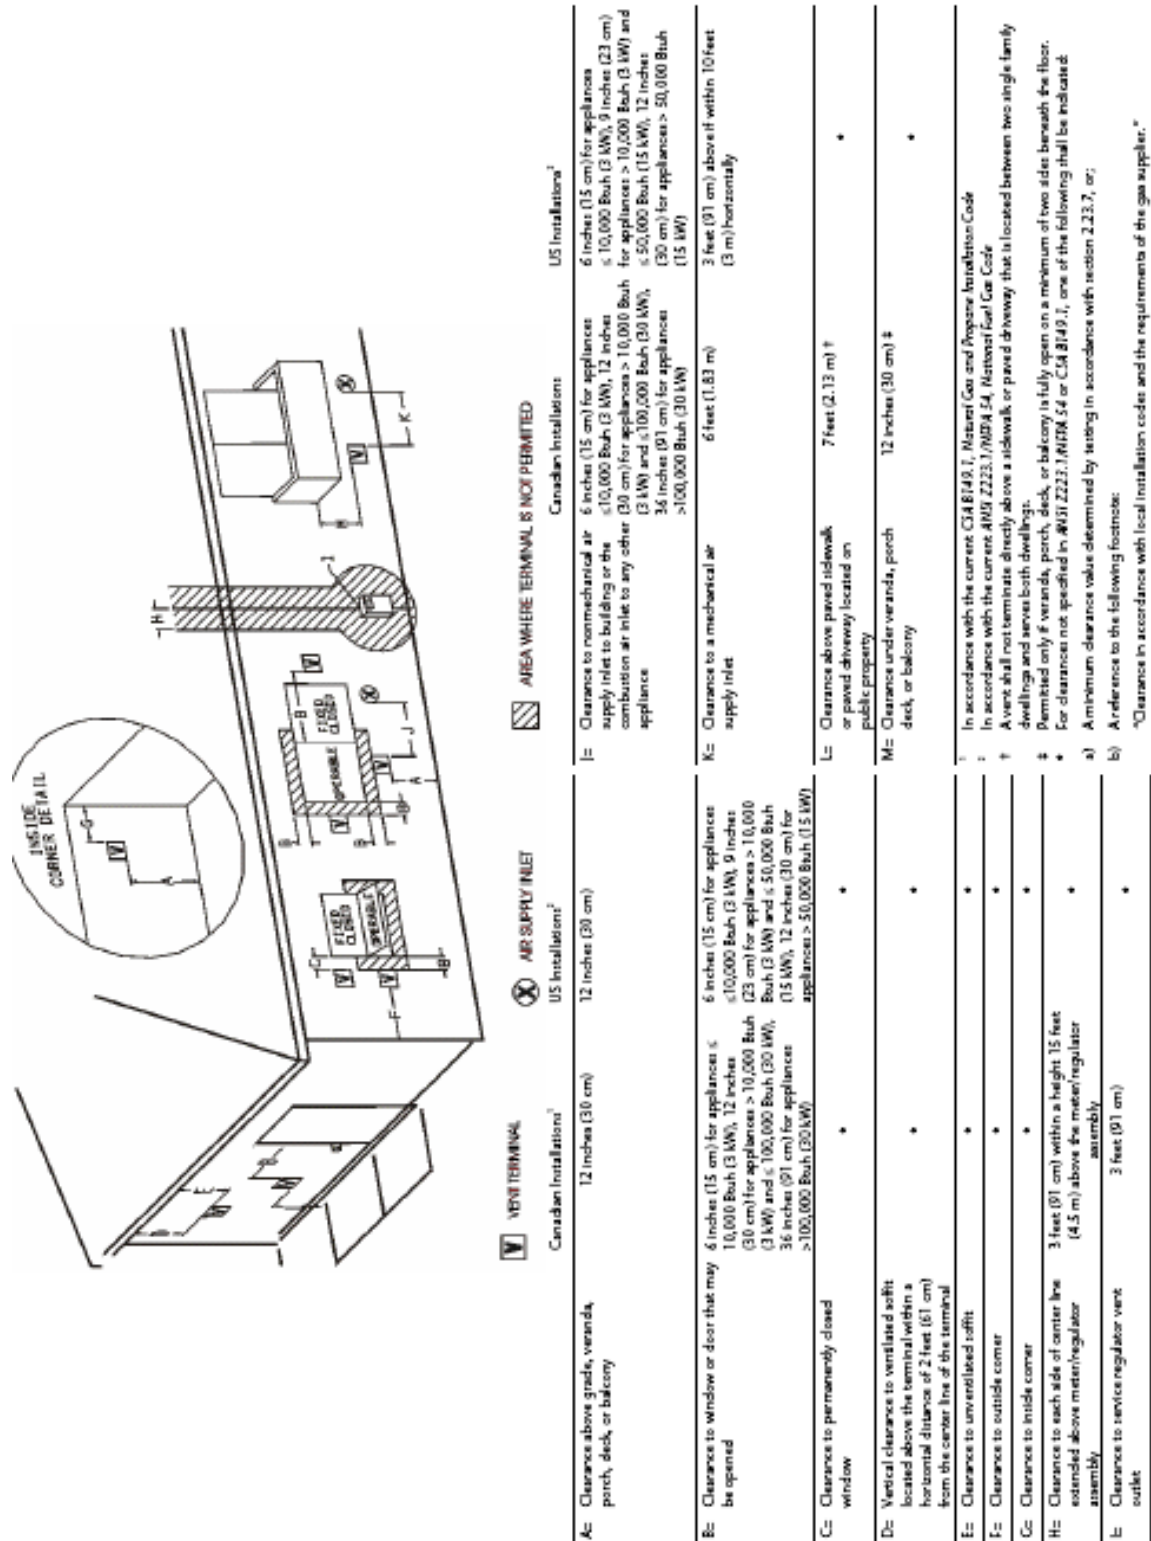 INSIDE
CORNER DETAIL
G
V
A
D
E
V
B
V
F
V
V
C
FIXED
CLOSED
OPERABLE
B
B
B
V
B
OPERABLE
FIXED
CLOSED
B
V
V
A
J
X
H
I
M
V
K
X
V VENT TERMINAL
X AIR SUPPLY INLET
AREA WHERE TERMINAL IS NOT PERMITTED
Canadian Installations¹ US Installations²
A= Clearance above grade, veranda, 12 inches (30 cm) 12 inches (30 cm)
porch, deck, or balcony
B= Clearance to window or door that may 6 inches (15 cm) for appliances ≤ 6 inches (15 cm) for appliances
be opened 10,000 Btuh (3 kW), 12 inches ≤10,000 Btuh (3 kW), 9 inches
(30 cm) for appliances > 10,000 Btuh (23 cm) for appliances > 10,000
(3 kW) and ≤ 100,000 Btuh (30 kW), Btuh (3 kW) and ≤ 50,000 Btuh
36 inches (91 cm) for appliances (15 kW), 12 inches (30 cm) for
>100,000 Btuh (30 kW) appliances > 50,000 Btuh (15 kW)
C= Clearance to permanently closed * *
window
D= Vertical clearance to ventilated soffit * *
located above the terminal within a
horizontal distance of 2 feet (61 cm)
from the center line of the terminal
E= Clearance to unventilated soffit * *
F= Clearance to outside corner * *
G= Clearance to inside corner * *
H= Clearance to each side of center line 3 feet (91 cm) within a height 15 feet *
extended above meter/regulator (4.5 m) above the meter/regulator
assembly assembly
I= Clearance to service regulator vent 3 feet (91 cm) *
outlet
Canadian Installations US Installations¹
J= Clearance to nonmechanical air 6 inches (15 cm) for appliances 6 inches (15 cm) for appliances
supply inlet to building or the ≤10,000 Btuh (3 kW), 12 inches ≤ 10,000 Btuh (3 kW), 9 inches (23 cm)
combustion air inlet to any other (30 cm) for appliances > 10,000 Btuh for appliances > 10,000 Btuh (3 kW) and
appliance (3 kW) and ≤100,000 Btuh (30 kW), ≤ 50,000 Btuh (15 kW), 12 inches
36 inches (91 cm) for appliances (30 cm) for appliances > 50,000 Btuh
>100,000 Btuh (30 kW) (15 kW)
K= Clearance to a mechanical air 6 feet (1.83 m) 3 feet (91 cm) above if within 10 feet
supply inlet (3 m) horizontally
L= Clearance above paved sidewalk 7 feet (2.13 m) † *
or paved driveway located on
public property
M= Clearance under veranda, porch 12 inches (30 cm) ‡ *
deck, or balcony
¹ In accordance with the current CSA B149.1, Natural Gas and Propane Installation Code
² In accordance with the current ANSI Z223.1/NFPA 54, National Fuel Gas Code
† A vent shall not terminate directly above a sidewalk or paved driveway that is located between two single family
dwellings and serves both dwellings.
‡ Permitted only if veranda, porch, deck, or balcony is fully open on a minimum of two sides beneath the floor.
* For clearances not specified in ANSI Z223.1/NFPA 54 or CSA B149.1, one of the following shall be indicated:
a) A minimum clearance value determined by testing in accordance with section 2.23.7, or;
b) A reference to the following footnote:
"Clearance in accordance with local installation codes and the requirements of the gas supplier."